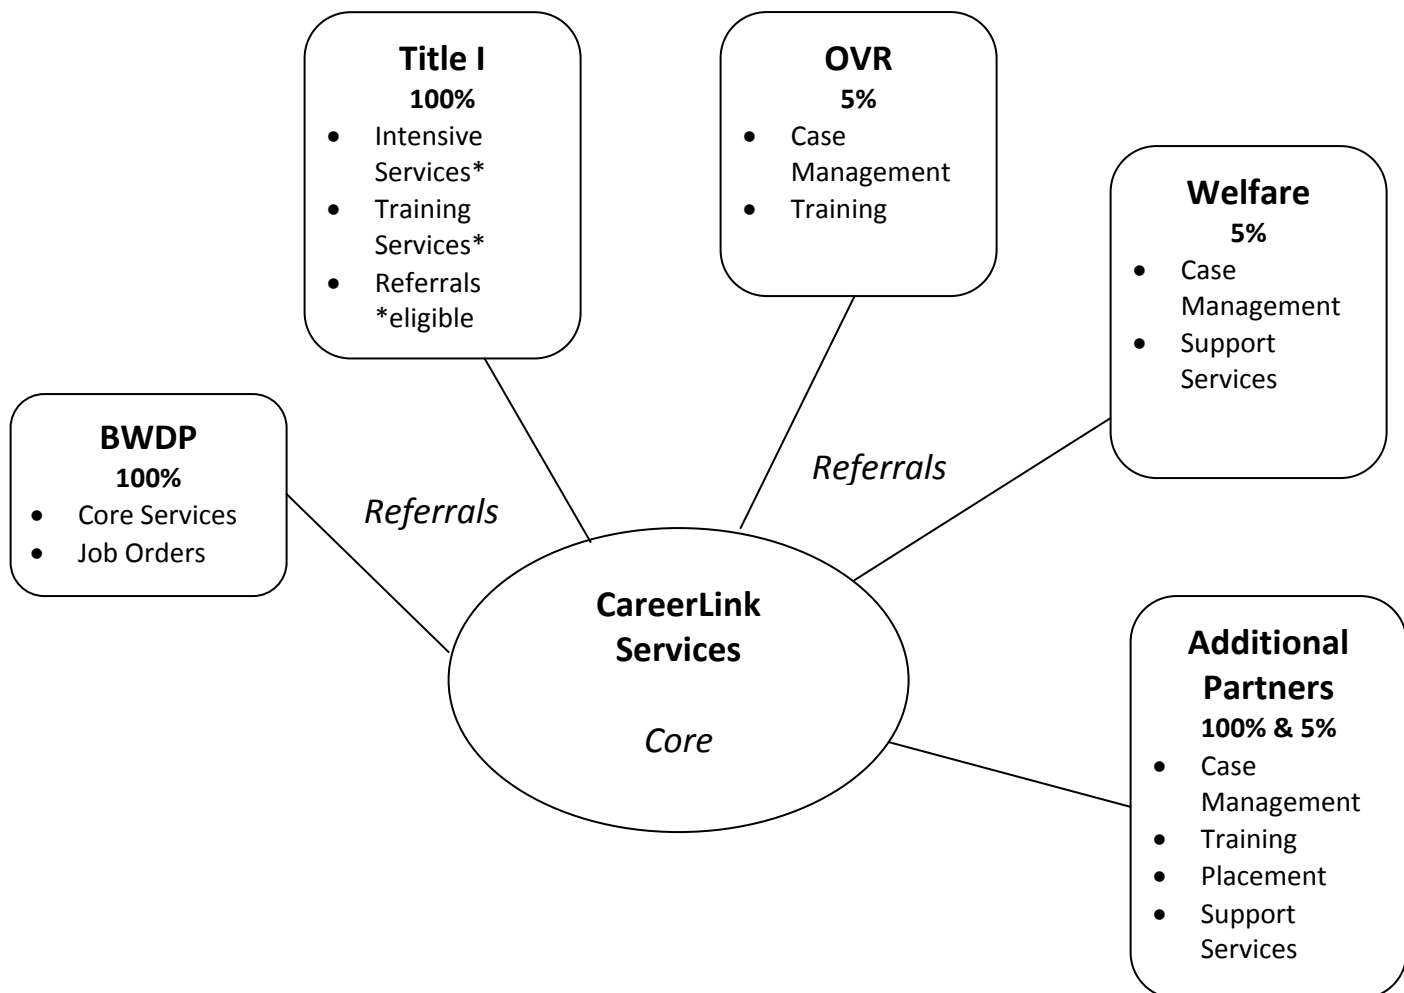 Title I
100%
• Intensive
Services*
• Training
Services*
• Referrals
*eligible
OVR
5%
• Case
Management
• Training
Welfare
5%
• Case
Management
• Support
Services
BWDP
100%
• Core Services
• Job Orders
Referrals
Referrals
CareerLink
Services
Core
Additional
Partners
100% & 5%
• Case
Management
• Training
• Placement
• Support
Services